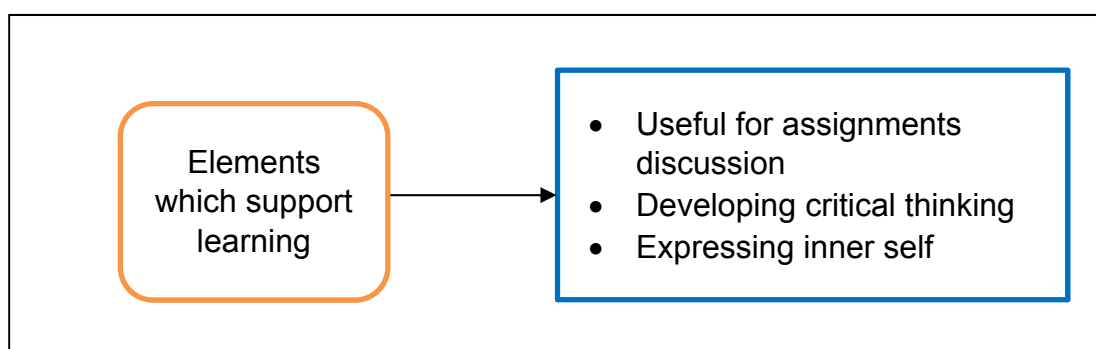 Elements
which support
learning
• Useful for assignments
discussion
• Developing critical thinking
• Expressing inner self